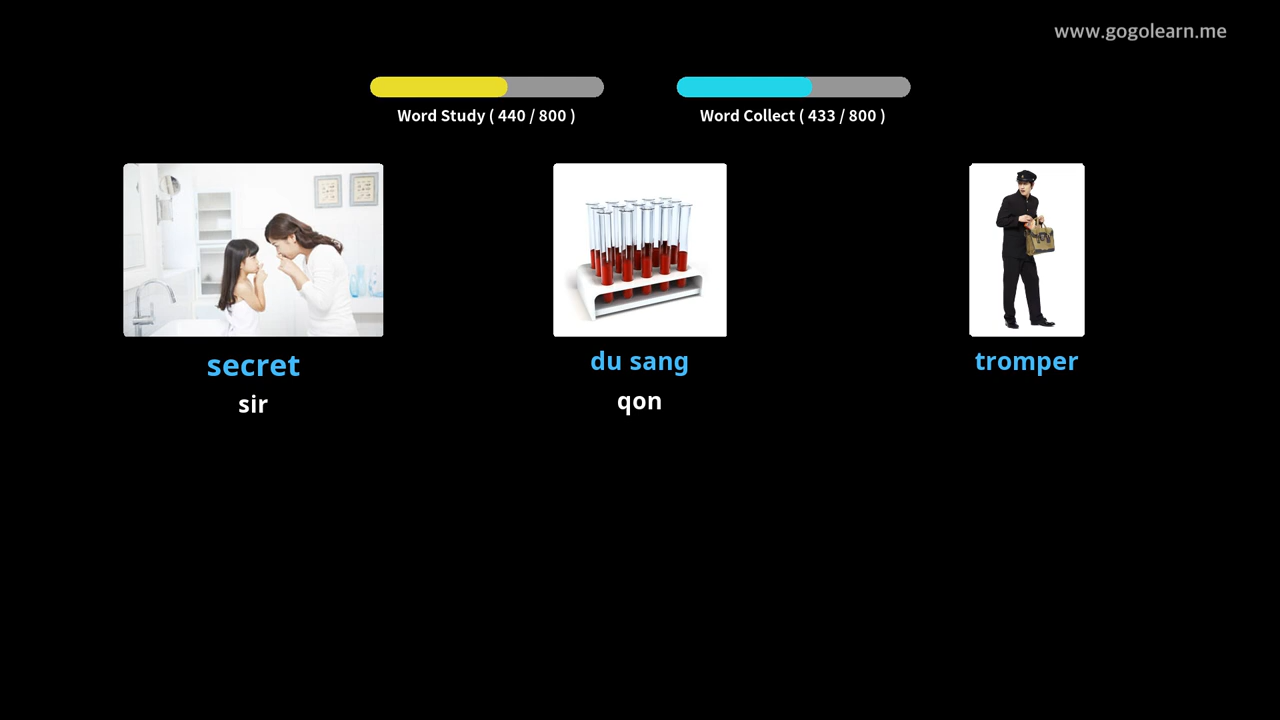 www.gogolearn.me
Word Study ( 440 / 800 )
Word Collect ( 433 / 800 )
secret
sir
du sang
qon
tromper